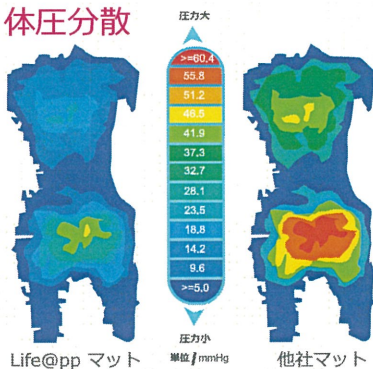 体圧分散
圧力大
>=60.4
55.8
51.2
46.5
41.9
37.3
32.7
28.1
23.5
18.8
14.2
9.6
>=5.0
圧力小
単位/mmHg
Life@pp マット
他社マット